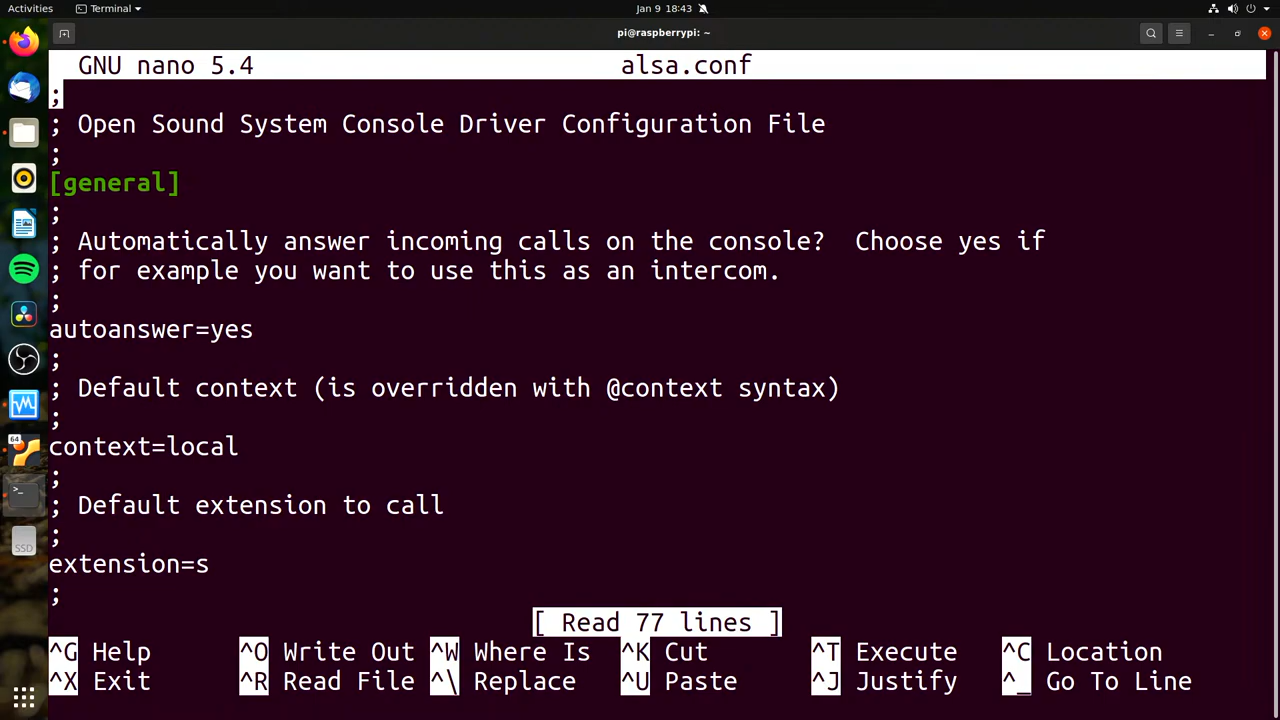 Activities Terminal Jan 9 18:43
pi@raspberrypi: ~
GNU nano 5.4 alsa.conf
;
; Open Sound System Console Driver Configuration File
;
[general]
;
; Automatically answer incoming calls on the console?  Choose yes if
; for example you want to use this as an intercom.
;
autoanswer=yes
;
; Default context (is overridden with @context syntax)
;
context=local
;
; Default extension to call
;
extension=s
;
[ Read 77 lines ]
^G Help ^O Write Out ^W Where Is ^K Cut ^T Execute ^C Location
^X Exit ^R Read File ^\ Replace ^U Paste ^J Justify ^_ Go To Line
64
>_
SSD